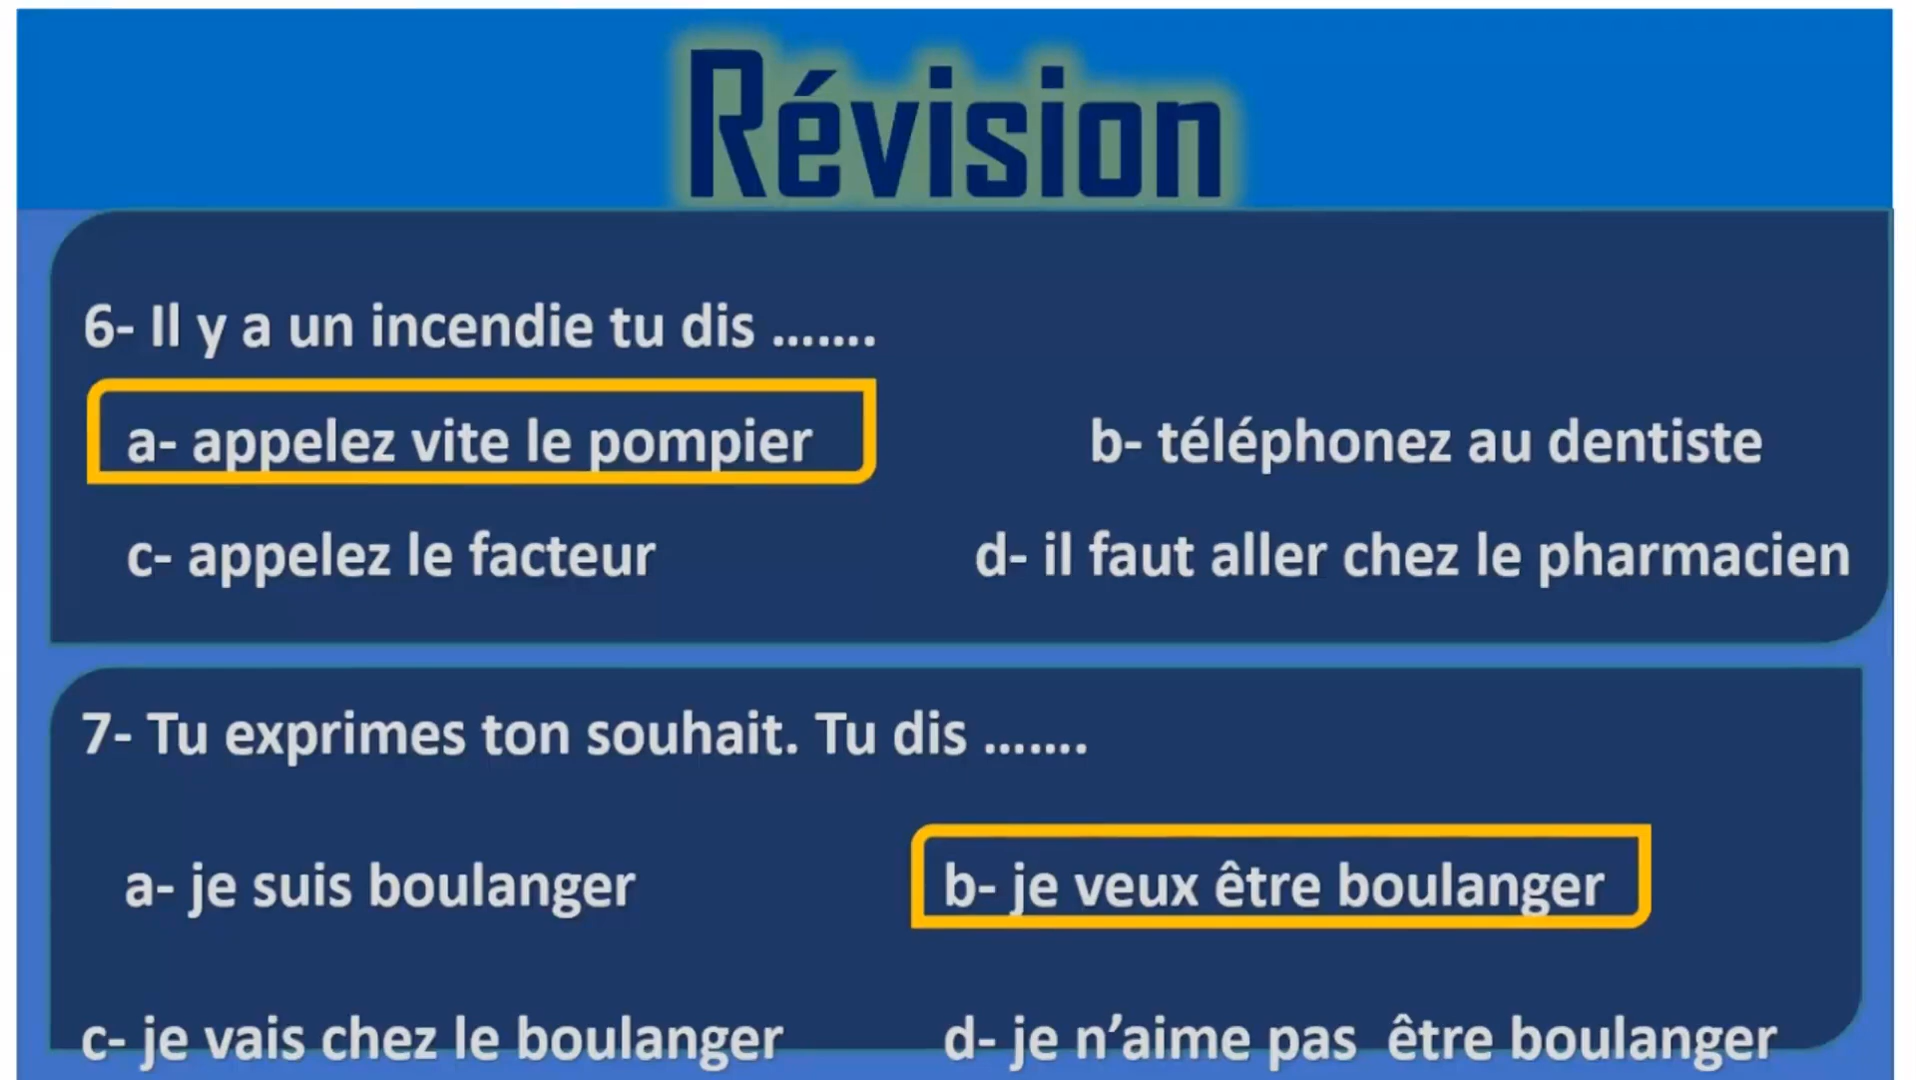 Révision
6- Il y a un incendie tu dis …….
a- appelez vite le pompier b- téléphonez au dentiste
c- appelez le facteur d- il faut aller chez le pharmacien
7- Tu exprimes ton souhait. Tu dis …….
a- je suis boulanger b- je veux être boulanger
c- je vais chez le boulanger d- je n’aime pas être boulanger